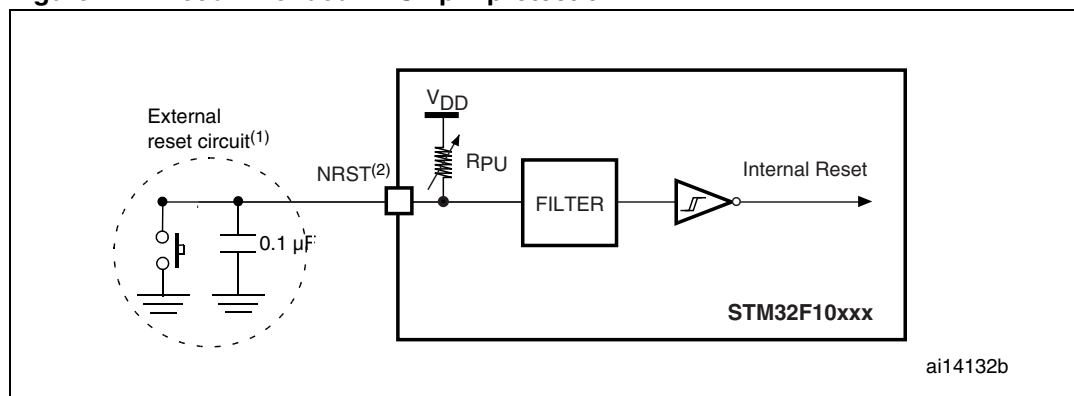 VDD
External
reset circuit(1)
NRST(2)
RPU
Internal Reset
FILTER
0.1 µF
STM32F10xxx
ai14132b